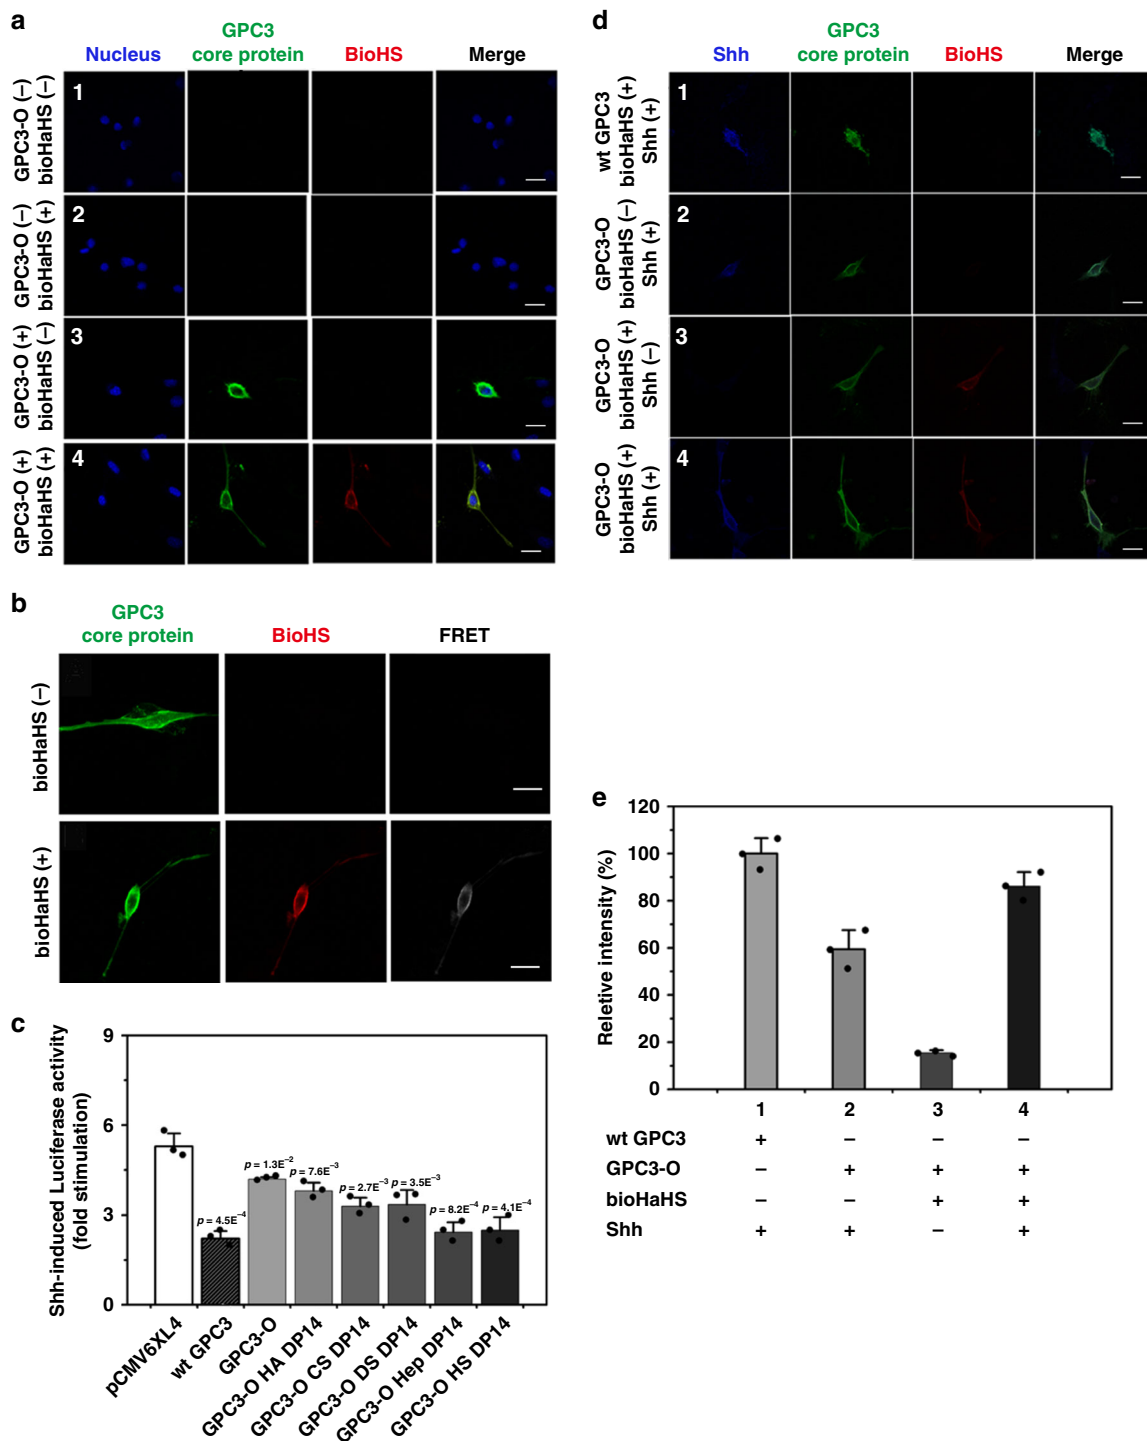 a
GPC3
core protein
Nucleus
BioHS
Merge
GPC3-O (–)
bioHaHS (–)
1
GPC3-O (–)
bioHaHS (+)
2
GPC3-O (+)
bioHaHS (–)
3
GPC3-O (+)
bioHaHS (+)
4
b
GPC3
core protein
BioHS
FRET
bioHaHS (–)
bioHaHS (+)
c
Shh-induced Luciferase activity
(fold stimulation)
9
6
3
0
p = 4.5E⁻⁴
p = 1.3E⁻²
p = 7.6E⁻³
p = 2.7E⁻³
p = 3.5E⁻³
p = 8.2E⁻⁴
p = 4.1E⁻⁴
pCMV6XL4
wt GPC3
GPC3-O
GPC3-O HA DP14
GPC3-O CS DP14
GPC3-O DS DP14
GPC3-O Hep DP14
GPC3-O HS DP14
d
GPC3
core protein
Shh
BioHS
Merge
wt GPC3
bioHaHS (+)
Shh (+)
1
GPC3-O
bioHaHS (–)
Shh (+)
2
GPC3-O
bioHaHS (+)
Shh (–)
3
GPC3-O
bioHaHS (+)
Shh (+)
4
e
Reletive intensity (%)
120
100
80
60
40
20
0
1 2 3 4
wt GPC3 + – – –
GPC3-O – + + +
bioHaHS – – + +
Shh + + – +